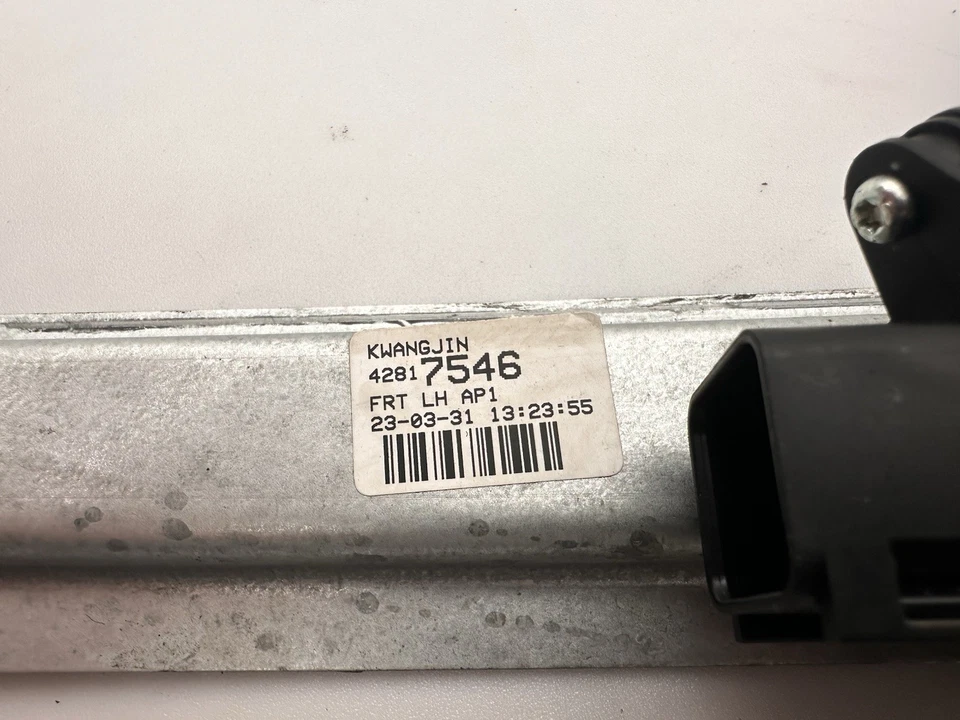 KWANGJIN
42817546
FRT LH AP1
23-03-31 13:23:55